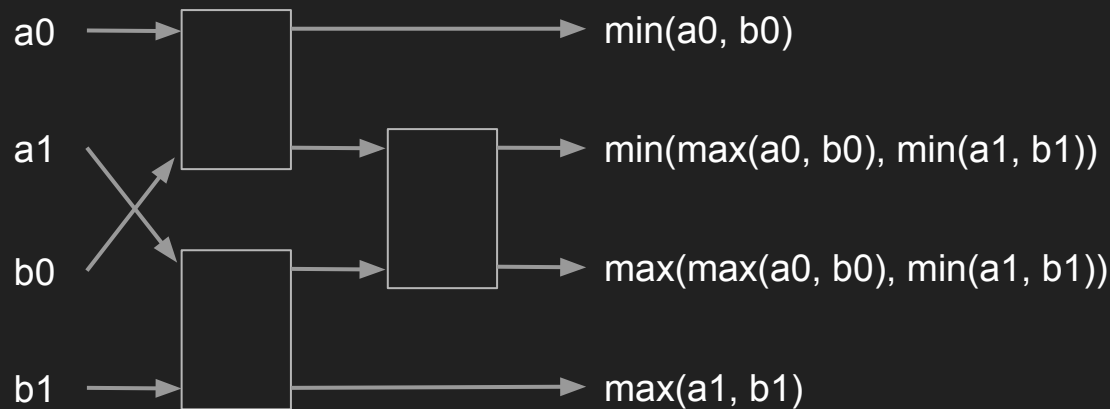 a0 min(a0, b0)
a1 min(max(a0, b0), min(a1, b1))
b0 max(max(a0, b0), min(a1, b1))
b1 max(a1, b1)